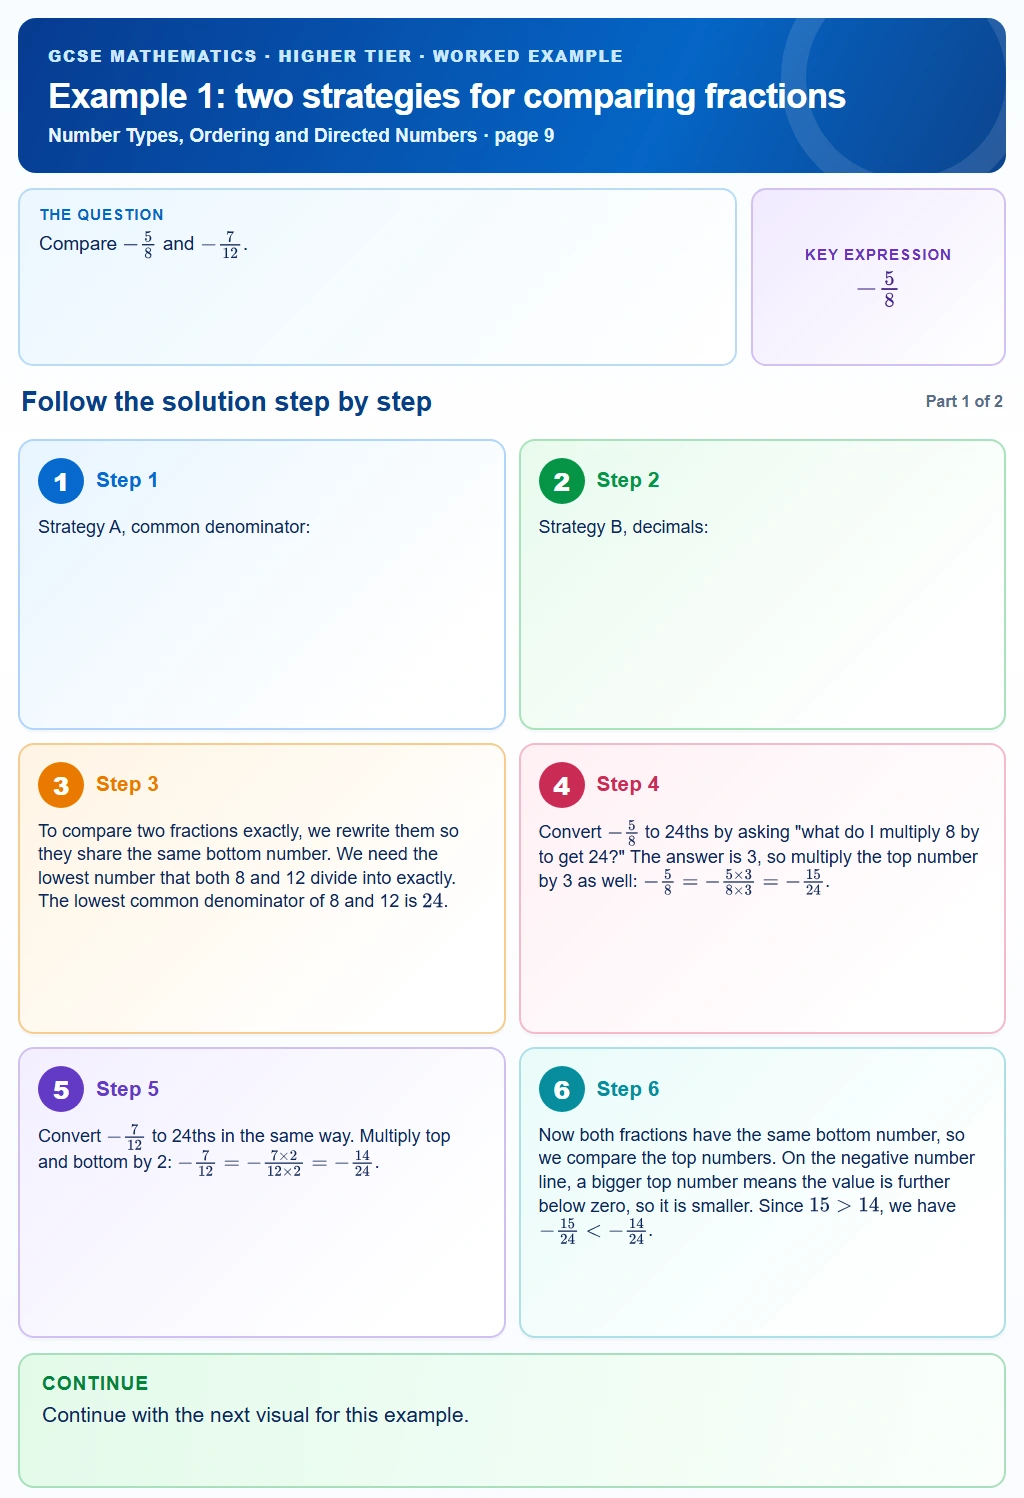 GCSE MATHEMATICS · HIGHER TIER · WORKED EXAMPLE
Example 1: two strategies for comparing fractions
Number Types, Ordering and Directed Numbers · page 9
THE QUESTION
Compare −5/8 and −7/12.
KEY EXPRESSION
−5/8
Follow the solution step by step
Part 1 of 2
1 Step 1
Strategy A, common denominator:
2 Step 2
Strategy B, decimals:
3 Step 3
To compare two fractions exactly, we rewrite them so
they share the same bottom number. We need the
lowest number that both 8 and 12 divide into exactly.
The lowest common denominator of 8 and 12 is 24.
4 Step 4
Convert −5/8 to 24ths by asking "what do I multiply 8 by
to get 24?" The answer is 3, so multiply the top number
by 3 as well: −5/8 = −5×3/8×3 = −15/24.
5 Step 5
Convert −7/12 to 24ths in the same way. Multiply top
and bottom by 2: −7/12 = −7×2/12×2 = −14/24.
6 Step 6
Now both fractions have the same bottom number, so
we compare the top numbers. On the negative number
line, a bigger top number means the value is further
below zero, so it is smaller. Since 15 > 14, we have
−15/24 < −14/24.
CONTINUE
Continue with the next visual for this example.